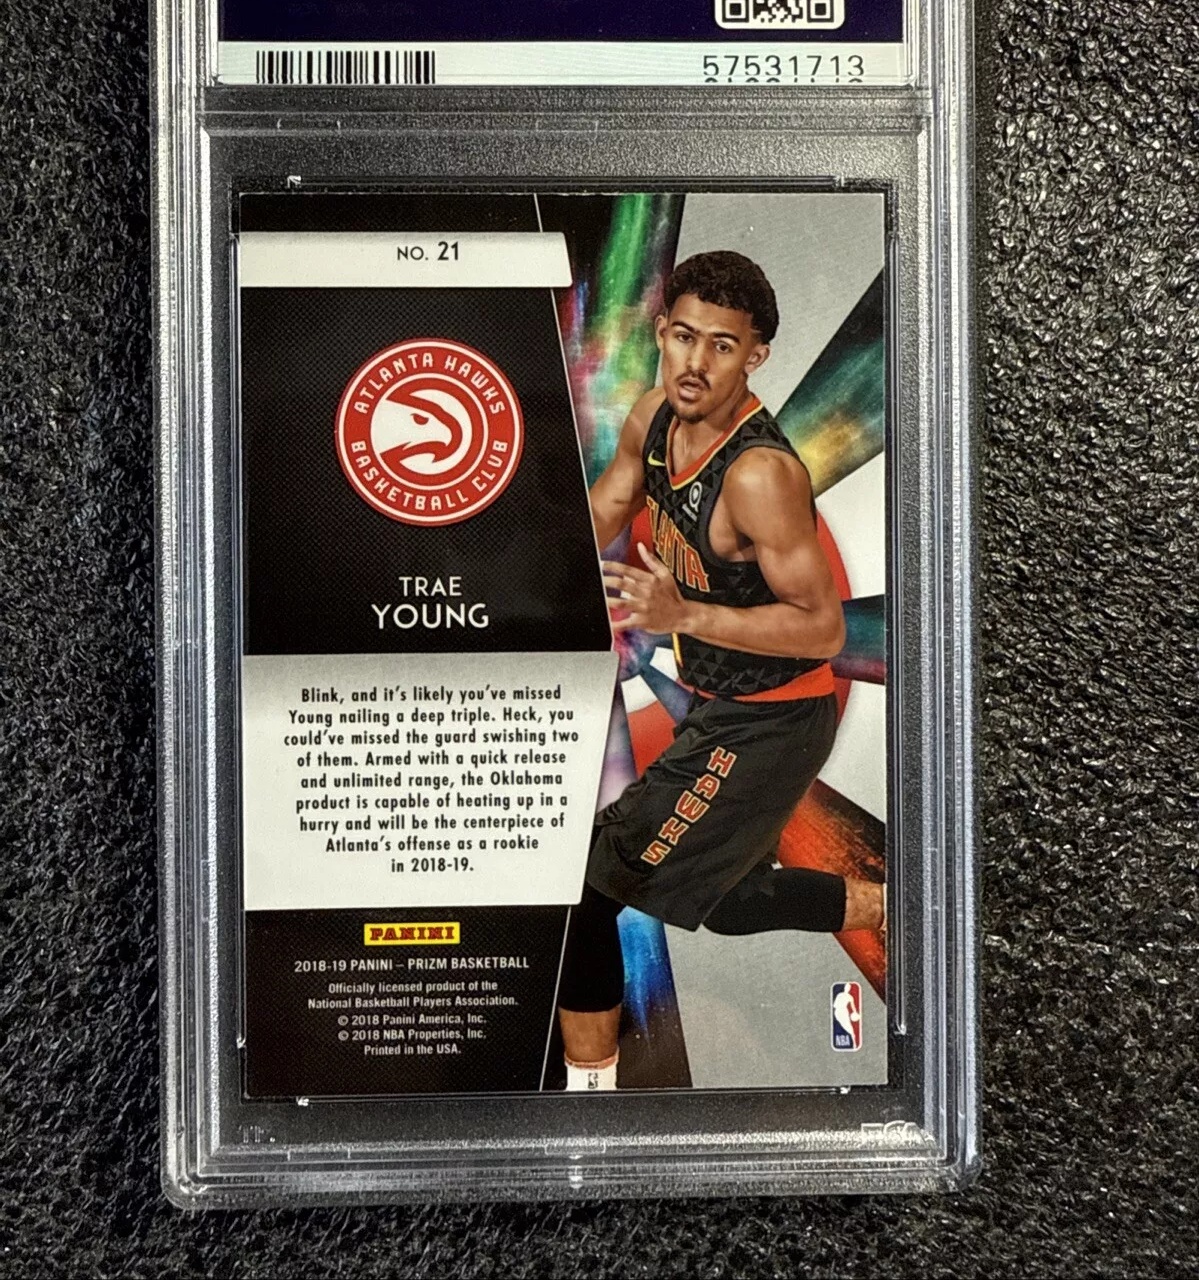 57531713
NO. 21
ATLANTA HAWKS
BASKETBALL CLUB
TRAE
YOUNG
Blink, and it's likely you've missed
Young nailing a deep triple. Heck, you
could've missed the guard swishing two
of them. Armed with a quick release
and unlimited range, the Oklahoma
product is capable of heating up in a
hurry and will be the centerpiece of
Atlanta's offense as a rookie
in 2018-19.
PANINI
2018-19 PANINI – PRIZM BASKETBALL
Officially licensed product of the
National Basketball Players Association.
© 2018 Panini America, Inc.
© 2018 NBA Properties, Inc.
Printed in the USA.
TLANTA
HAWKS
NBA